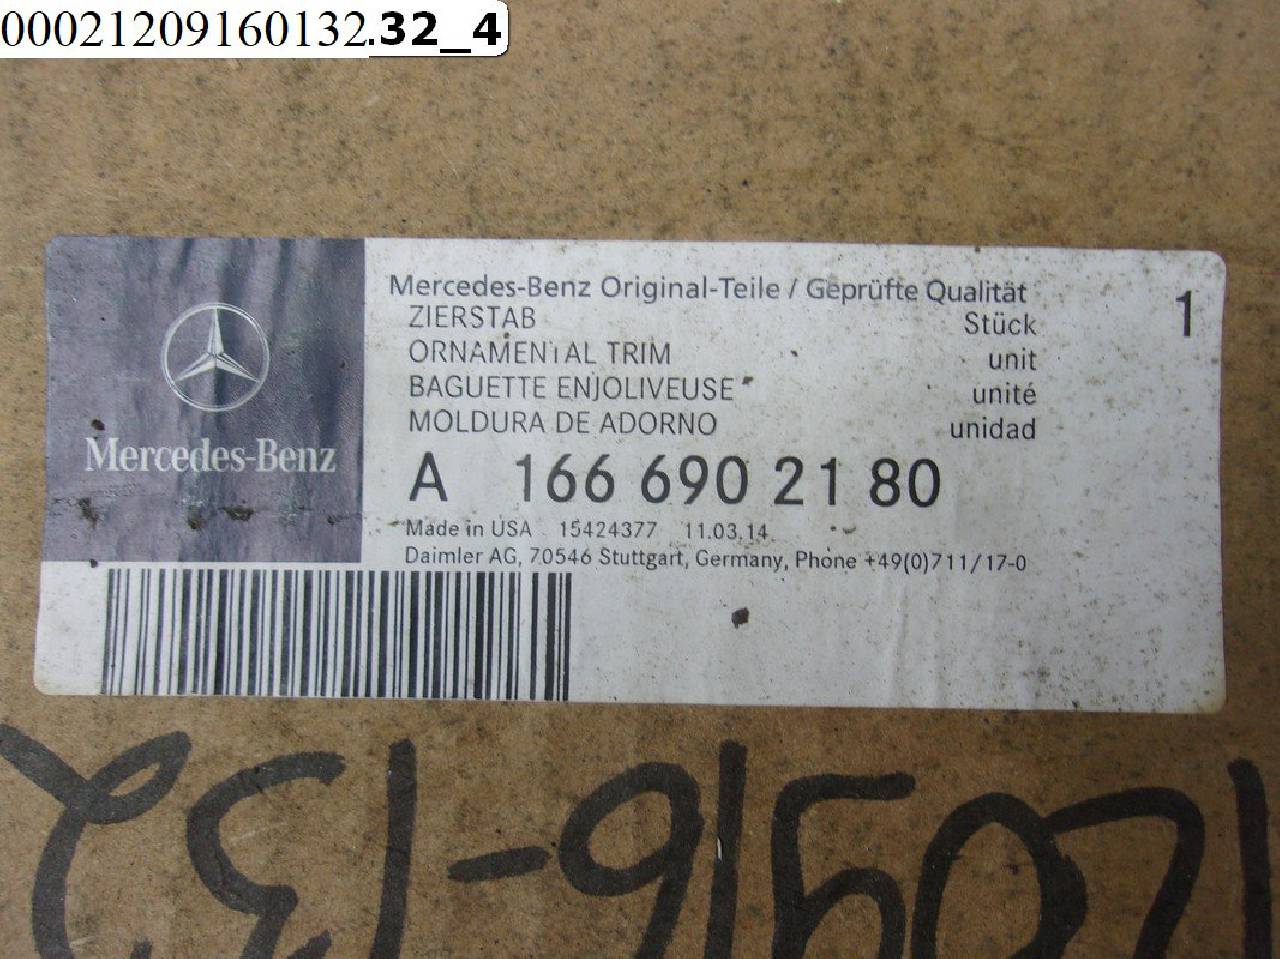 00021209160132.32_4
Mercedes-Benz Original-Teile / Geprüfte Qualität 1
ZIERSTAB Stück
ORNAMENTAL TRIM unit
BAGUETTE ENJOLIVEUSE unité
MOLDURA DE ADORNO unidad
Mercedes-Benz
A 166 690 21 80
Made in USA 15424377 11.03.14
Daimler AG, 70546 Stuttgart, Germany, Phone +49(0)711/17-0